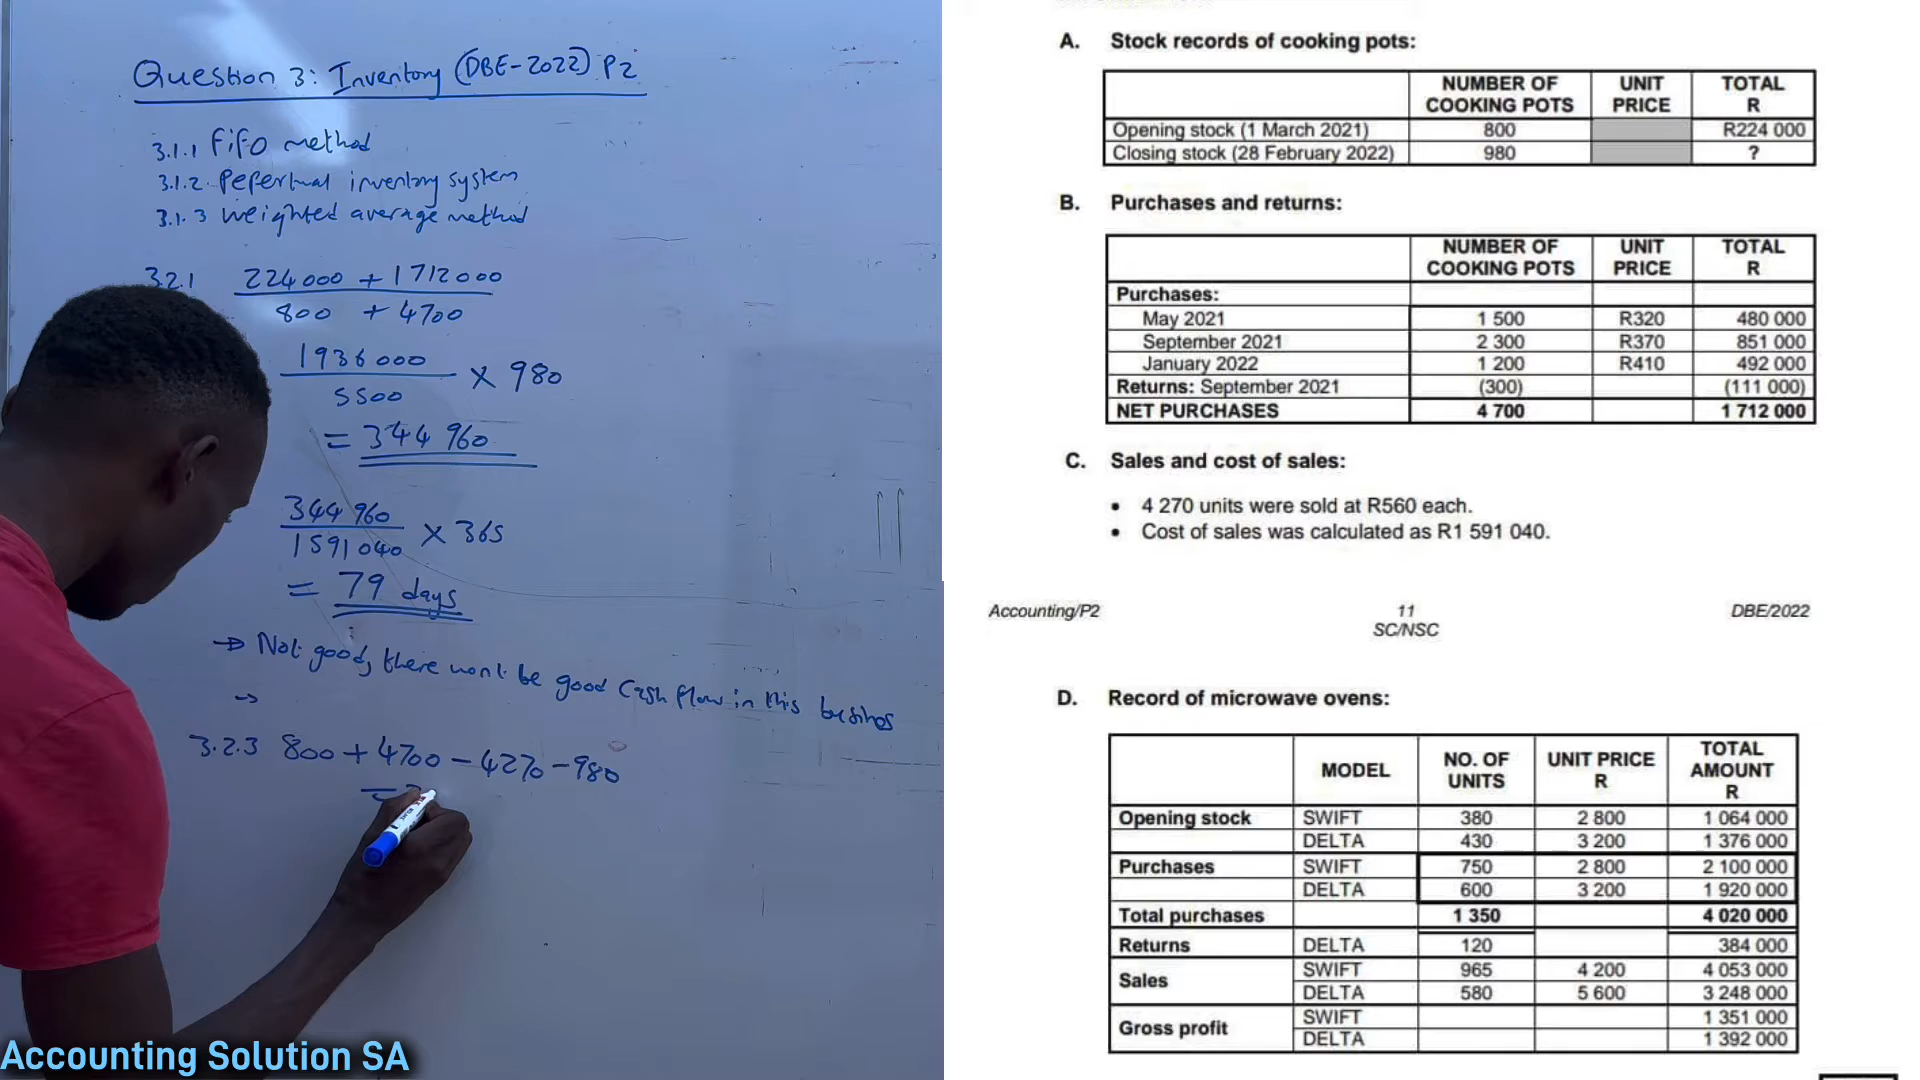 Question 3: Inventory (DBE-2022) P2
3.1.1 FiFO method
3.1.2. Pepertual inventory system
3.1.3 Weighted average method
3.2.1 224 000 + 1712 000
800 + 4700
1936 000
5500
× 980
= 344 960
344 960
1591 040
× 365
= 79 days
→ Not good, there wont be good Cash flow in this
→
3.2.3 800 + 4700 - 4270 - 980
=
Accounting Solution SA
A. Stock records of cooking pots:
NUMBER OF COOKING POTS UNIT PRICE TOTAL R
Opening stock (1 March 2021) 800 R224 000
Closing stock (28 February 2022) 980 ?
B. Purchases and returns:
NUMBER OF COOKING POTS UNIT PRICE TOTAL R
Purchases:
May 2021 1 500 R320 480 000
September 2021 2 300 R370 851 000
January 2022 1 200 R410 492 000
Returns: September 2021 (300) (111 000)
NET PURCHASES 4 700 1 712 000
C. Sales and cost of sales:
• 4 270 units were sold at R560 each.
• Cost of sales was calculated as R1 591 040.
Accounting/P2 11 DBE/2022
SC/NSC
D. Record of microwave ovens:
MODEL NO. OF UNITS UNIT PRICE R TOTAL AMOUNT R
Opening stock SWIFT 380 2 800 1 064 000
DELTA 430 3 200 1 376 000
Purchases SWIFT 750 2 800 2 100 000
DELTA 600 3 200 1 920 000
Total purchases 1 350 4 020 000
Returns DELTA 120 384 000
Sales SWIFT 965 4 200 4 053 000
DELTA 580 5 600 3 248 000
Gross profit SWIFT 1 351 000
DELTA 1 392 000